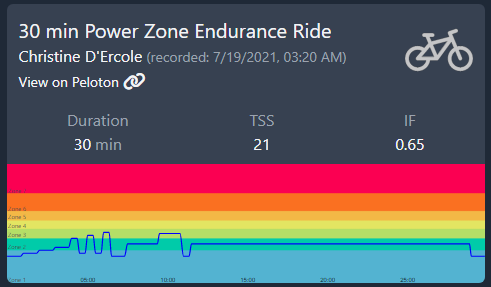 30 min Power Zone Endurance Ride
Christine D'Ercole (recorded: 7/19/2021, 03:20 AM)
View on Peloton
Duration TSS IF
30 min 21 0.65
Zone 6
Zone 5
Zone 4
Zone 3
Zone 2
Zone 1
05:00 10:00 15:00 20:00 25:00